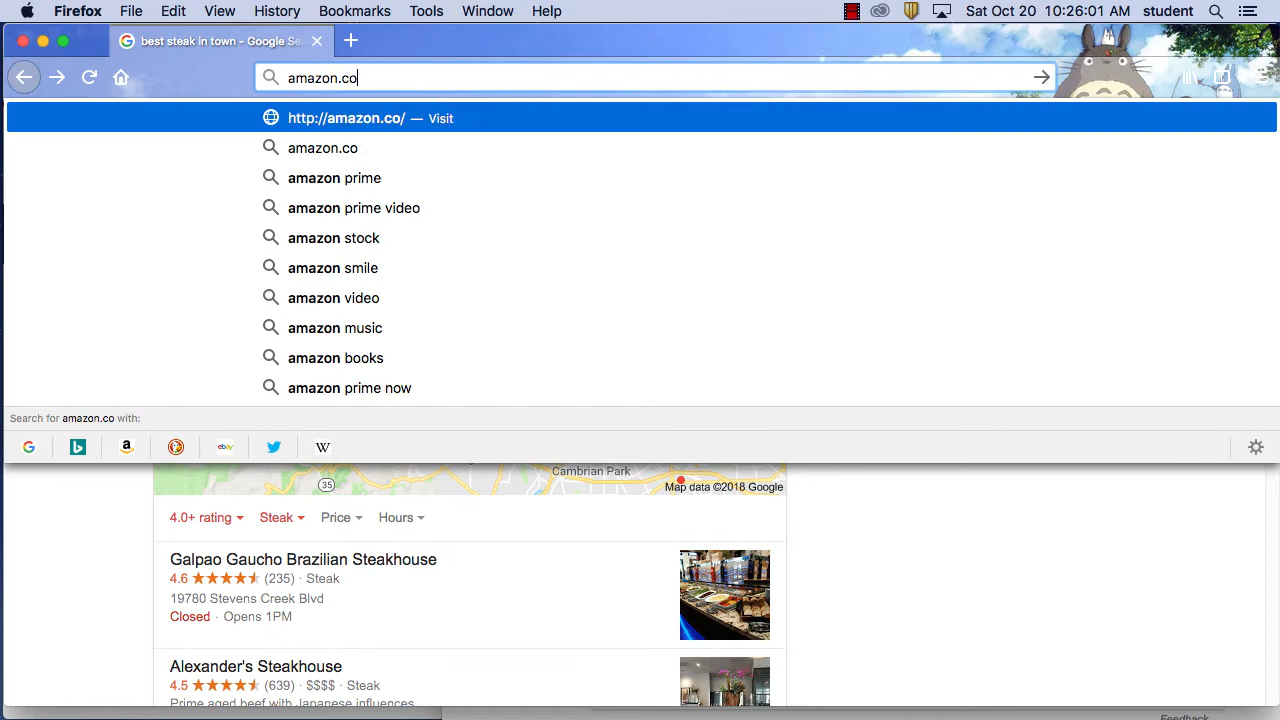 Firefox File Edit View History Bookmarks Tools Window Help Sat Oct 20 10:26:01 AM student
best steak in town - Google Se
amazon.co
http://amazon.co/ — Visit
amazon.co
amazon prime
amazon prime video
amazon stock
amazon smile
amazon video
amazon music
amazon books
amazon prime now
Search for amazon.co with:
G b a ebay W
Cambrian Park
35
Map data ©2018 Google
4.0+ rating Steak Price Hours
Galpao Gaucho Brazilian Steakhouse
4.6 (235) · Steak
19780 Stevens Creek Blvd
Closed · Opens 1PM
Alexander's Steakhouse
4.5 (639) · $$$$ · Steak
Prime aged beef with Japanese influences
Feedback